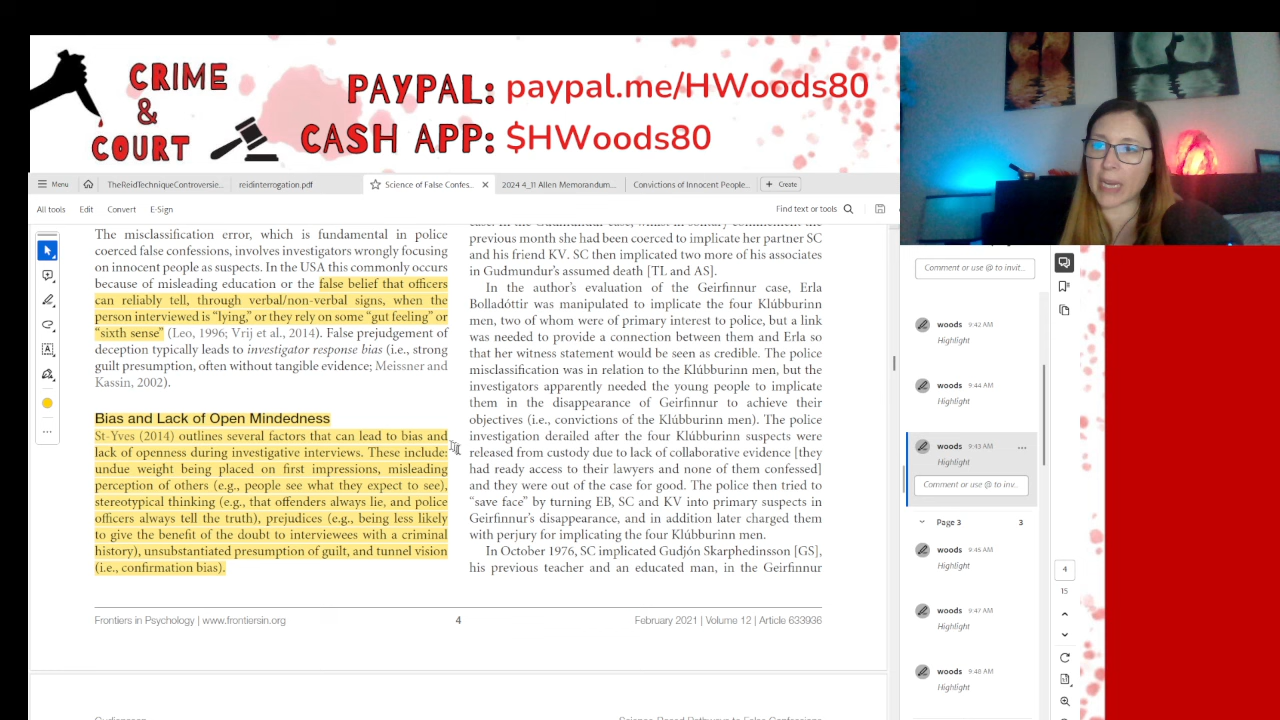 CRIME
&
COURT
PAYPAL: paypal.me/HWoods80
CASH APP: $HWoods80
Menu
TheReidTechniqueControversie...
reidinterrogation.pdf
Science of False Confes...
2024 4_11 Allen Memorandum...
Convictions of Innocent People...
+ Create
All tools
Edit
Convert
E-Sign
Find text or tools
The misclassification error, which is fundamental in police
coerced false confessions, involves investigators wrongly focusing
on innocent people as suspects. In the USA this commonly occurs
because of misleading education or the false belief that officers
can reliably tell, through verbal/non-verbal signs, when the
person interviewed is “lying,” or they rely on some “gut feeling” or
“sixth sense” (Leo, 1996; Vrij et al., 2014). False prejudgement of
deception typically leads to investigator response bias (i.e., strong
guilt presumption, often without tangible evidence; Meissner and
Kassin, 2002).
Bias and Lack of Open Mindedness
St-Yves (2014) outlines several factors that can lead to bias and
lack of openness during investigative interviews. These include:
undue weight being placed on first impressions, misleading
perception of others (e.g., people see what they expect to see),
stereotypical thinking (e.g., that offenders always lie, and police
officers always tell the truth), prejudices (e.g., being less likely
to give the benefit of the doubt to interviewees with a criminal
history), unsubstantiated presumption of guilt, and tunnel vision
(i.e., confirmation bias).
previous month she had been coerced to implicate her partner SC
and his friend KV. SC then implicated two more of his associates
in Gudmundur’s assumed death [TL and AS].
In the author’s evaluation of the Geirfinnur case, Erla
Bolladóttir was manipulated to implicate the four Klúbburinn
men, two of whom were of primary interest to police, but a link
was needed to provide a connection between them and Erla so
that her witness statement would be seen as credible. The police
misclassification was in relation to the Klúbburinn men, but the
investigators apparently needed the young people to implicate
them in the disappearance of Geirfinnur to achieve their
objectives (i.e., convictions of the Klúbburinn men). The police
investigation derailed after the four Klúbburinn suspects were
released from custody due to lack of collaborative evidence [they
had ready access to their lawyers and none of them confessed]
and they were out of the case for good. The police then tried to
“save face” by turning EB, SC and KV into primary suspects in
Geirfinnur’s disappearance, and in addition later charged them
with perjury for implicating the four Klúbburinn men.
In October 1976, SC implicated Gudjón Skarphedinsson [GS],
his previous teacher and an educated man, in the Geirfinnur
Frontiers in Psychology | www.frontiersin.org
4
February 2021 | Volume 12 | Article 633936
Comment or use @ to invit...
woods 9:42 AM
Highlight
woods 9:44 AM
Highlight
woods 9:43 AM
Highlight
Comment or use @ to inv...
Page 3 3
woods 9:45 AM
Highlight
woods 9:47 AM
Highlight
woods 9:48 AM
Highlight
4
15